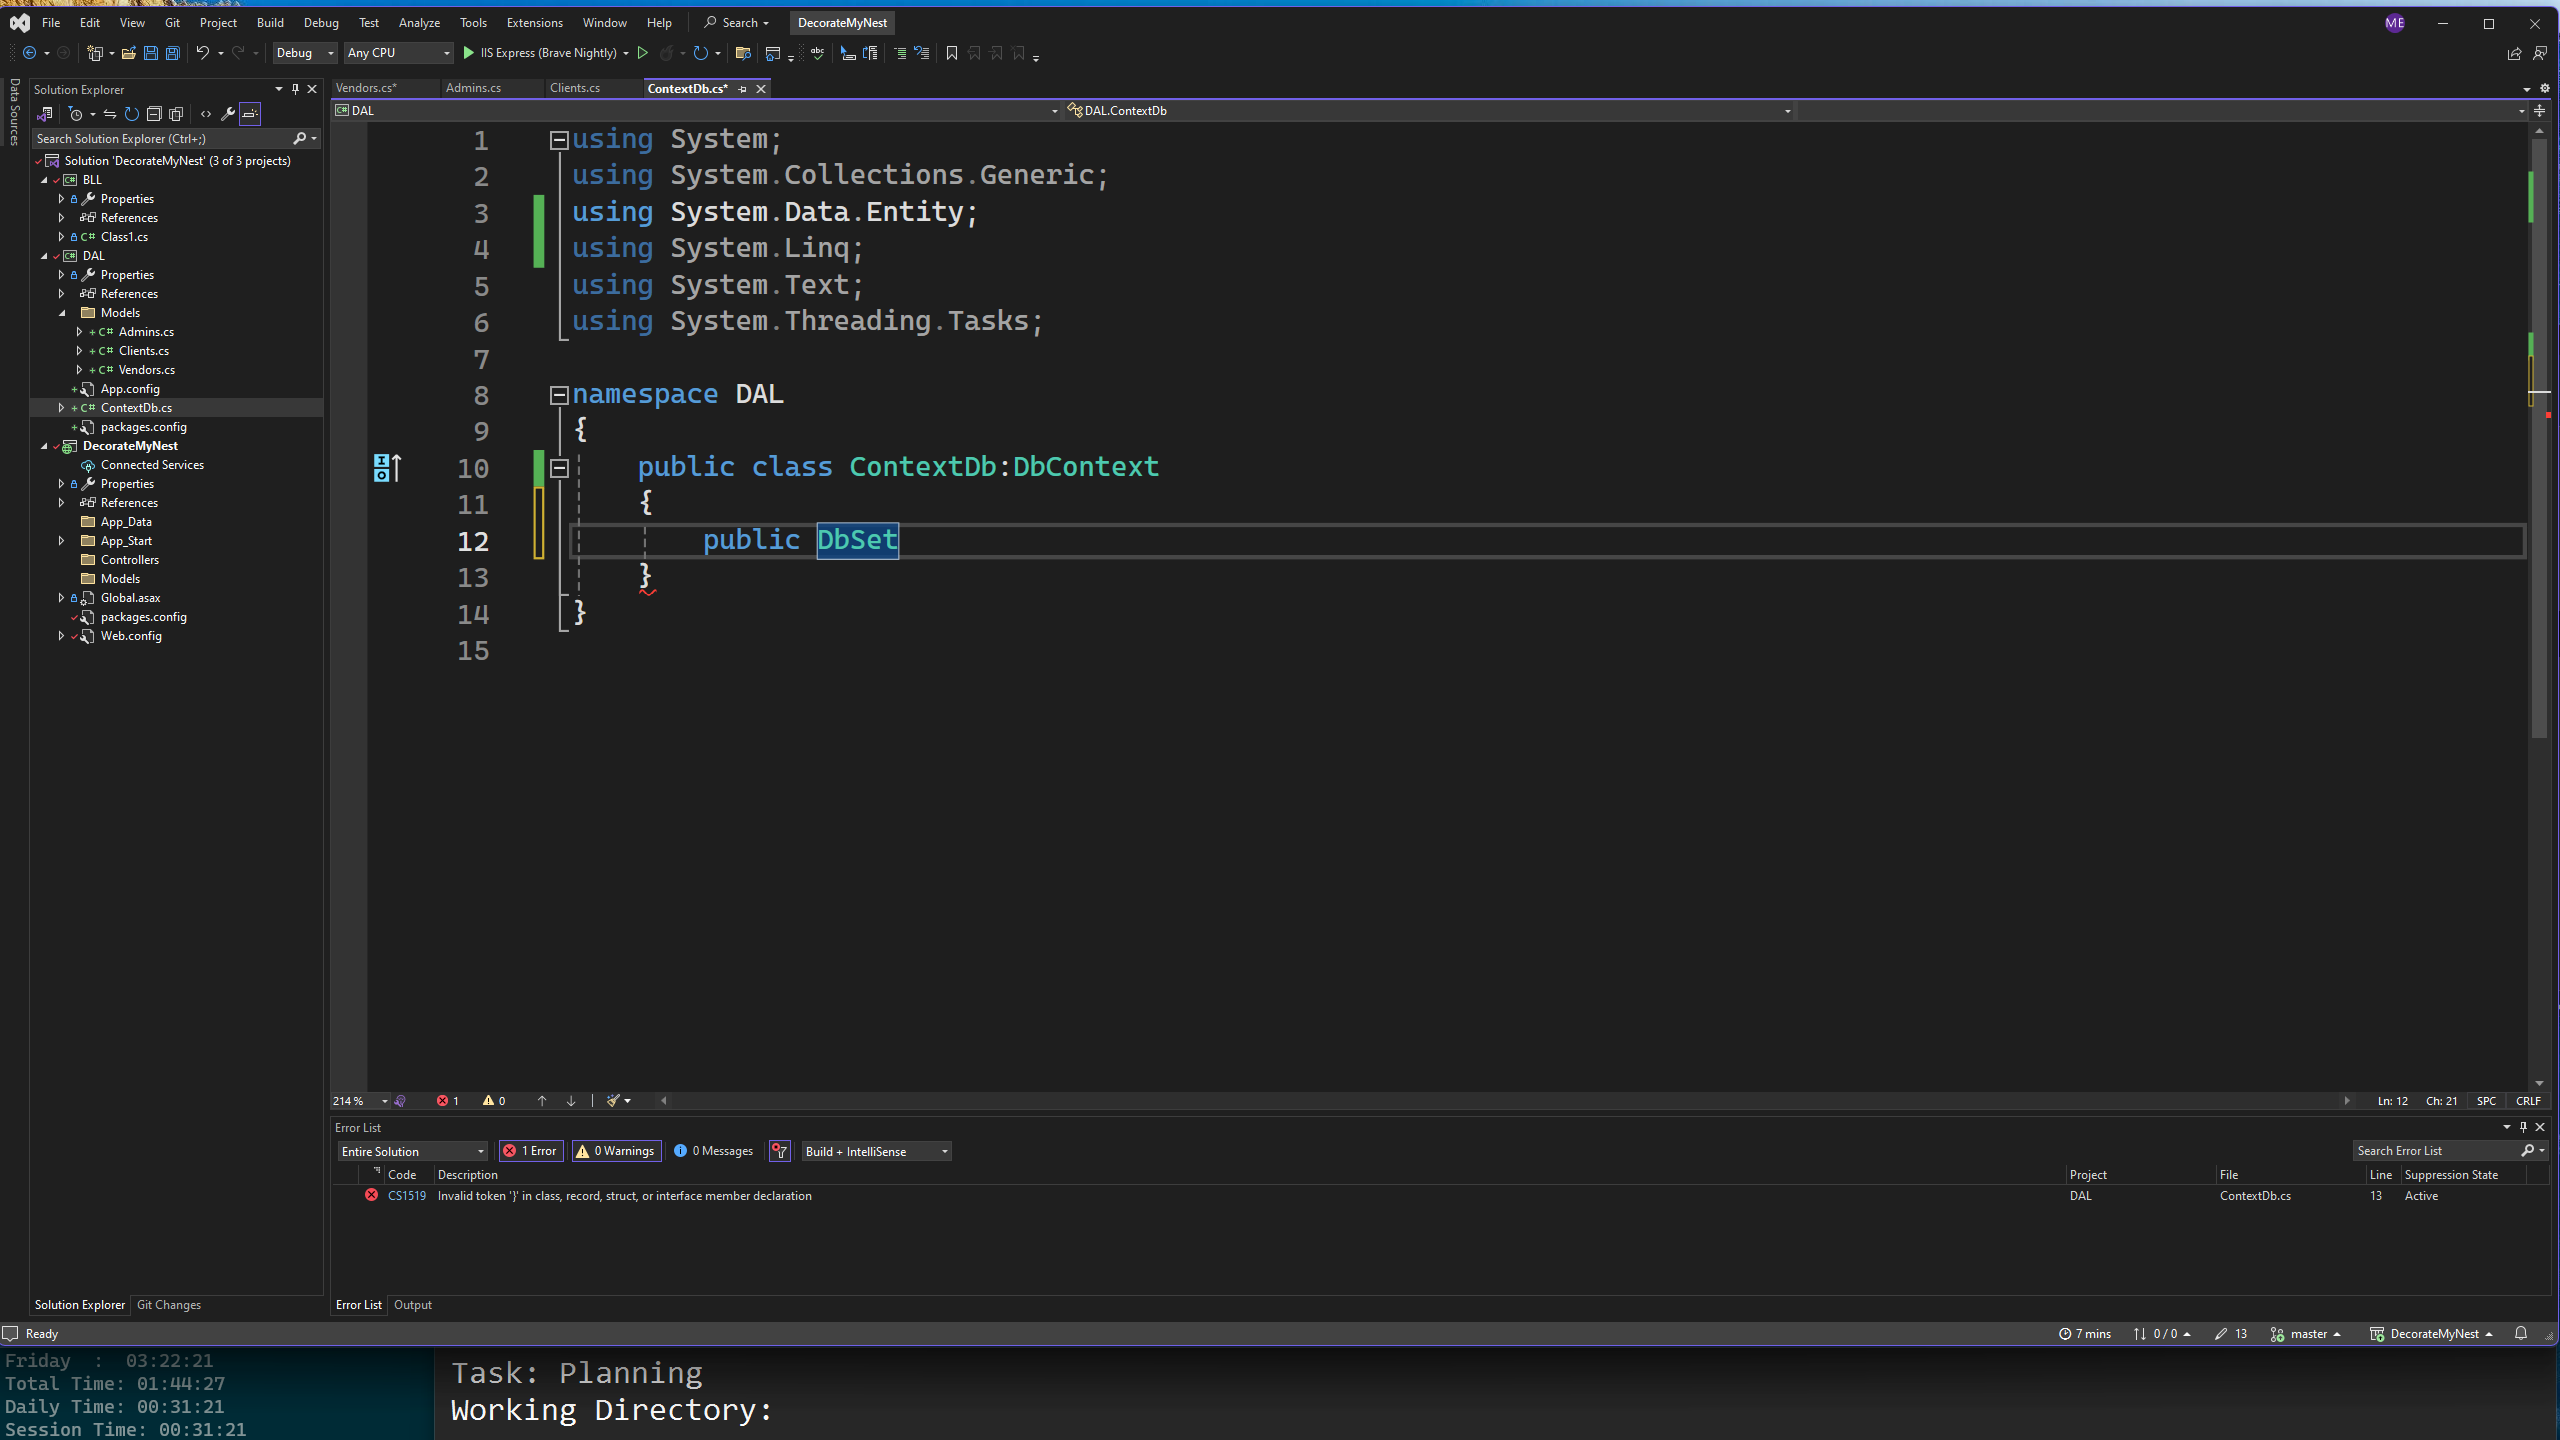 File Edit View Git Project Build Debug Test Analyze Tools Extensions Window Help Search DecorateMyNest ME
Debug Any CPU IIS Express (Brave Nightly)
Data Sources
Solution Explorer
Search Solution Explorer (Ctrl+;)
Solution 'DecorateMyNest' (3 of 3 projects)
BLL
Properties
References
C# Class1.cs
DAL
Properties
References
Models
C# Admins.cs
C# Clients.cs
C# Vendors.cs
App.config
C# ContextDb.cs
packages.config
DecorateMyNest
Connected Services
Properties
References
App_Data
App_Start
Controllers
Models
Global.asax
packages.config
Web.config
Solution Explorer Git Changes
Vendors.cs* Admins.cs Clients.cs ContextDb.cs*
DAL DAL.ContextDb
1 using System;
2 using System.Collections.Generic;
3 using System.Data.Entity;
4 using System.Linq;
5 using System.Text;
6 using System.Threading.Tasks;
7
8 namespace DAL
9 {
10 public class ContextDb:DbContext
11 {
12 public DbSet
13 }
14 }
15
214 % 1 0 Ln: 12 Ch: 21 SPC CRLF
Error List
Entire Solution 1 Error 0 Warnings 0 Messages Build + IntelliSense Search Error List
Code Description Project File Line Suppression State
CS1519 Invalid token '}' in class, record, struct, or interface member declaration DAL ContextDb.cs 13 Active
Error List Output
Ready 7 mins 0 / 0 13 master DecorateMyNest
Friday : 03:22:21
Total Time: 01:44:27
Daily Time: 00:31:21
Session Time: 00:31:21
Task: Planning
Working Directory: